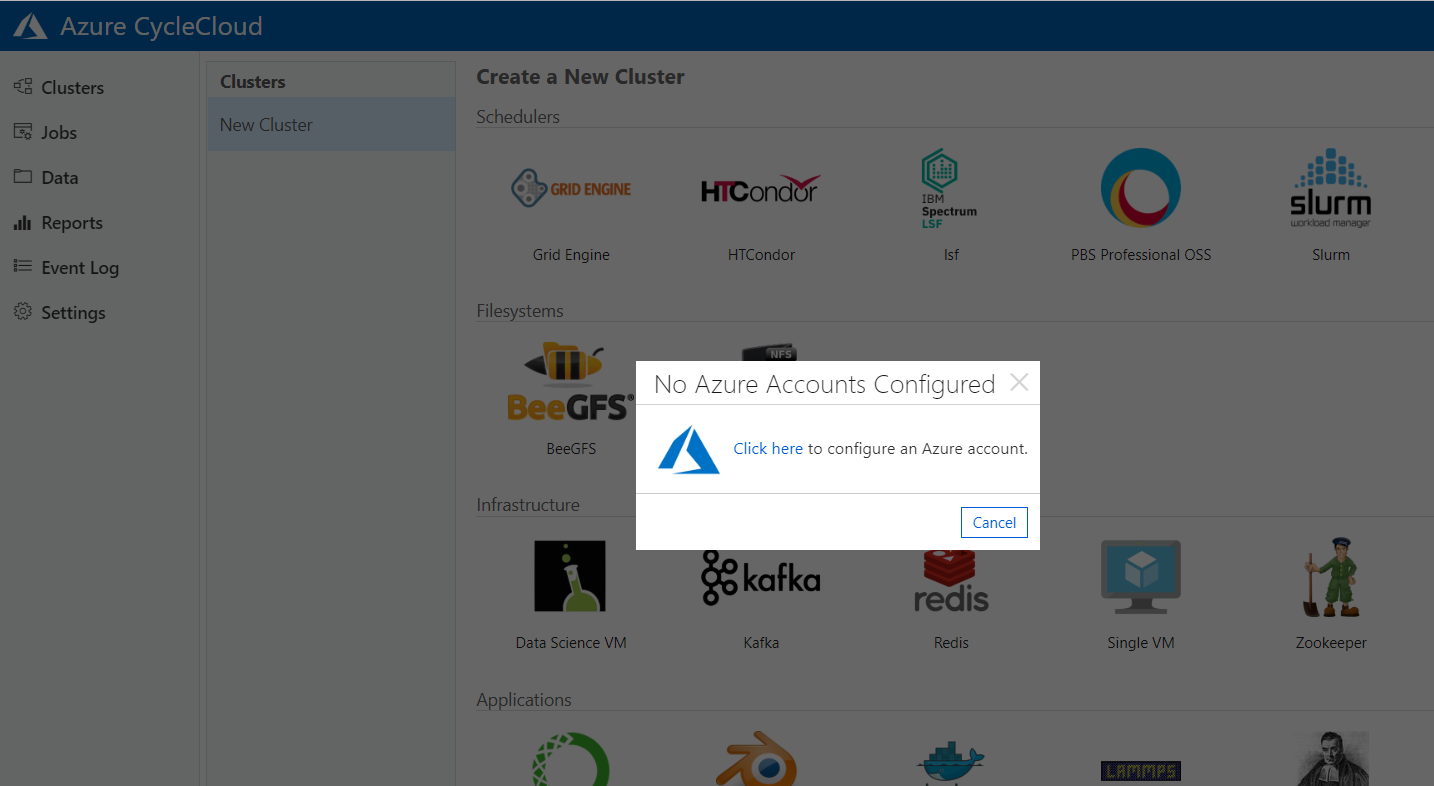 Azure CycleCloud
Clusters
Jobs
Data
Reports
Event Log
Settings
Clusters
New Cluster
Create a New Cluster
Schedulers
GRID ENGINE
HTCondor
IBM
Spectrum
LSF
slurm
workload manager
Grid Engine
HTCondor
lsf
PBS Professional OSS
Slurm
Filesystems
NFS
BeeGFS®
BeeGFS
No Azure Accounts Configured
Click here to configure an Azure account.
Cancel
Infrastructure
kafka
redis
Data Science VM
Kafka
Redis
Single VM
Zookeeper
Applications
LAMMPS